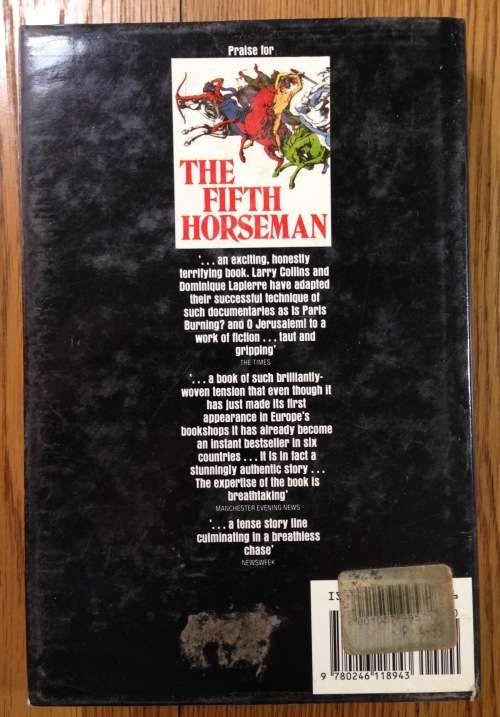 Praise for
THE
FIFTH
HORSEMAN
'... an exciting, honestly
terrifying book. Larry Collins and
Dominique Lapierre have adapted
their successful technique of
such documentaries as Is Paris
Burning? and O Jerusalem! to a
work of fiction ... taut and
gripping'
THE TIMES
'... a book of such brilliantly-
woven tension that even though it
has just made its first
appearance in Europe's
bookshops it has already become
an instant bestseller in six
countries ... It is in fact a
stunningly authentic story ...
The expertise of the book is
breathtaking'
MANCHESTER EVENING NEWS
'... a tense story line
culminating in a breathless
chase'
NEWSWEEK
9 780246 118943